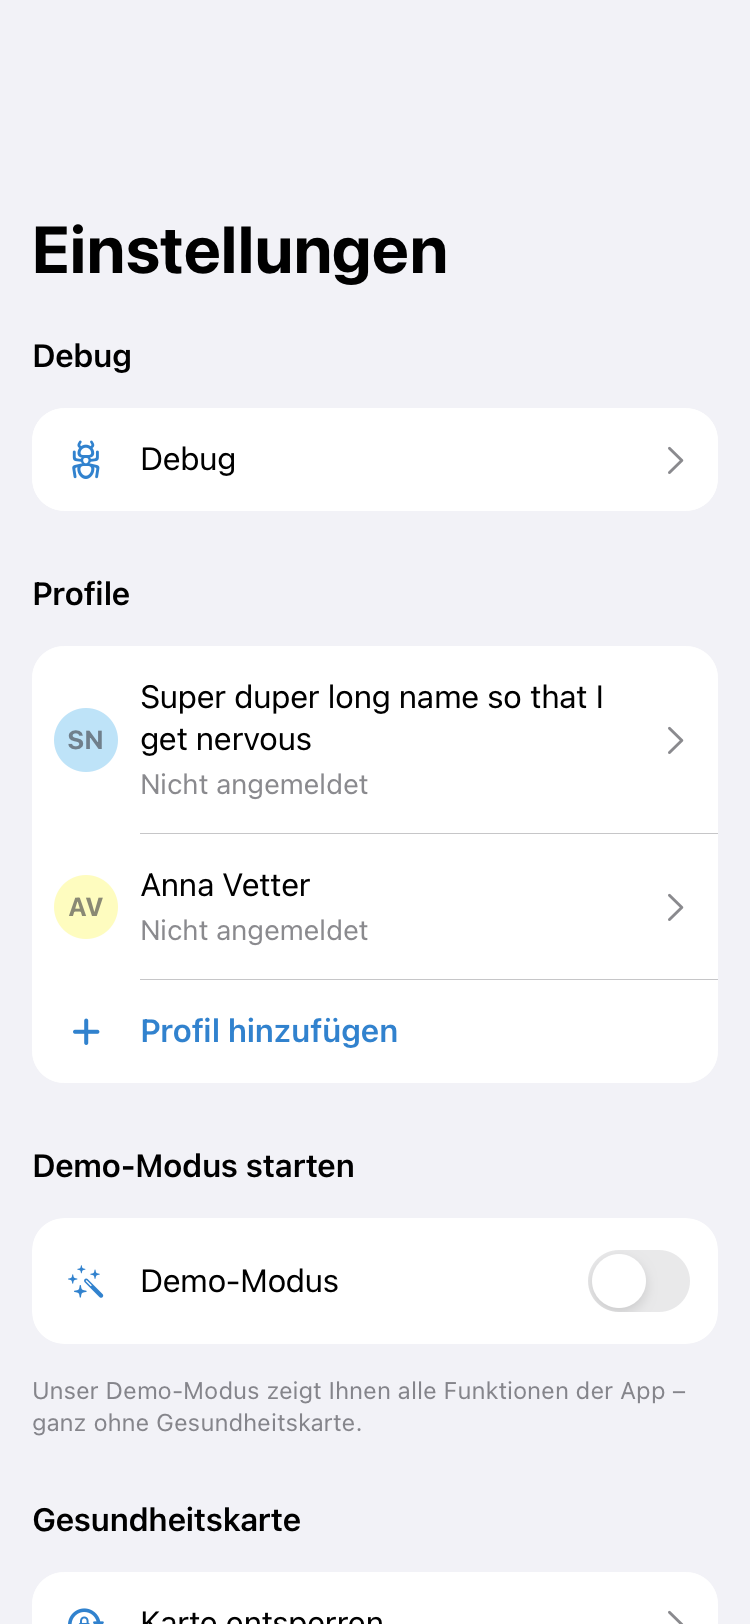 Einstellungen
Debug
Debug
Profile
SN
Super duper long name so that I
get nervous
Nicht angemeldet
AV
Anna Vetter
Nicht angemeldet
Profil hinzufügen
Demo-Modus starten
Demo-Modus
Unser Demo-Modus zeigt Ihnen alle Funktionen der App –
ganz ohne Gesundheitskarte.
Gesundheitskarte
Karte entsperren